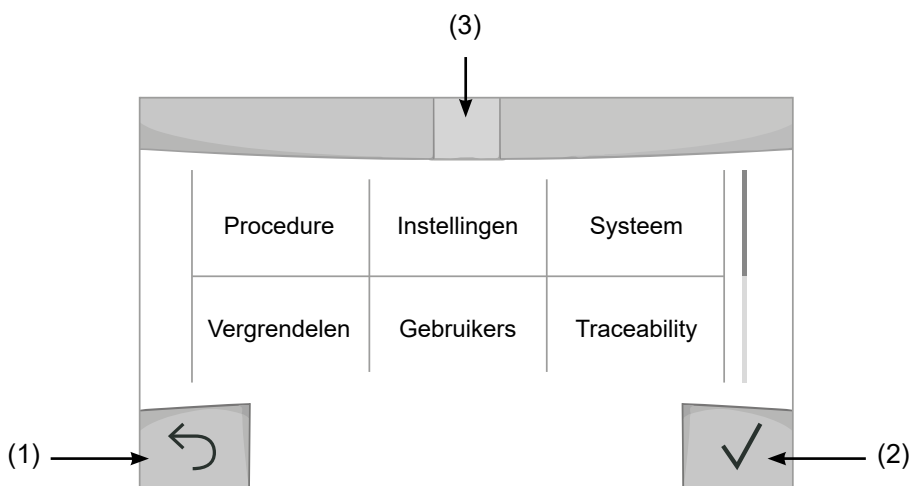 (3)
Procedure Instellingen Systeem
Vergrendelen Gebruikers Traceability
(1) (2)